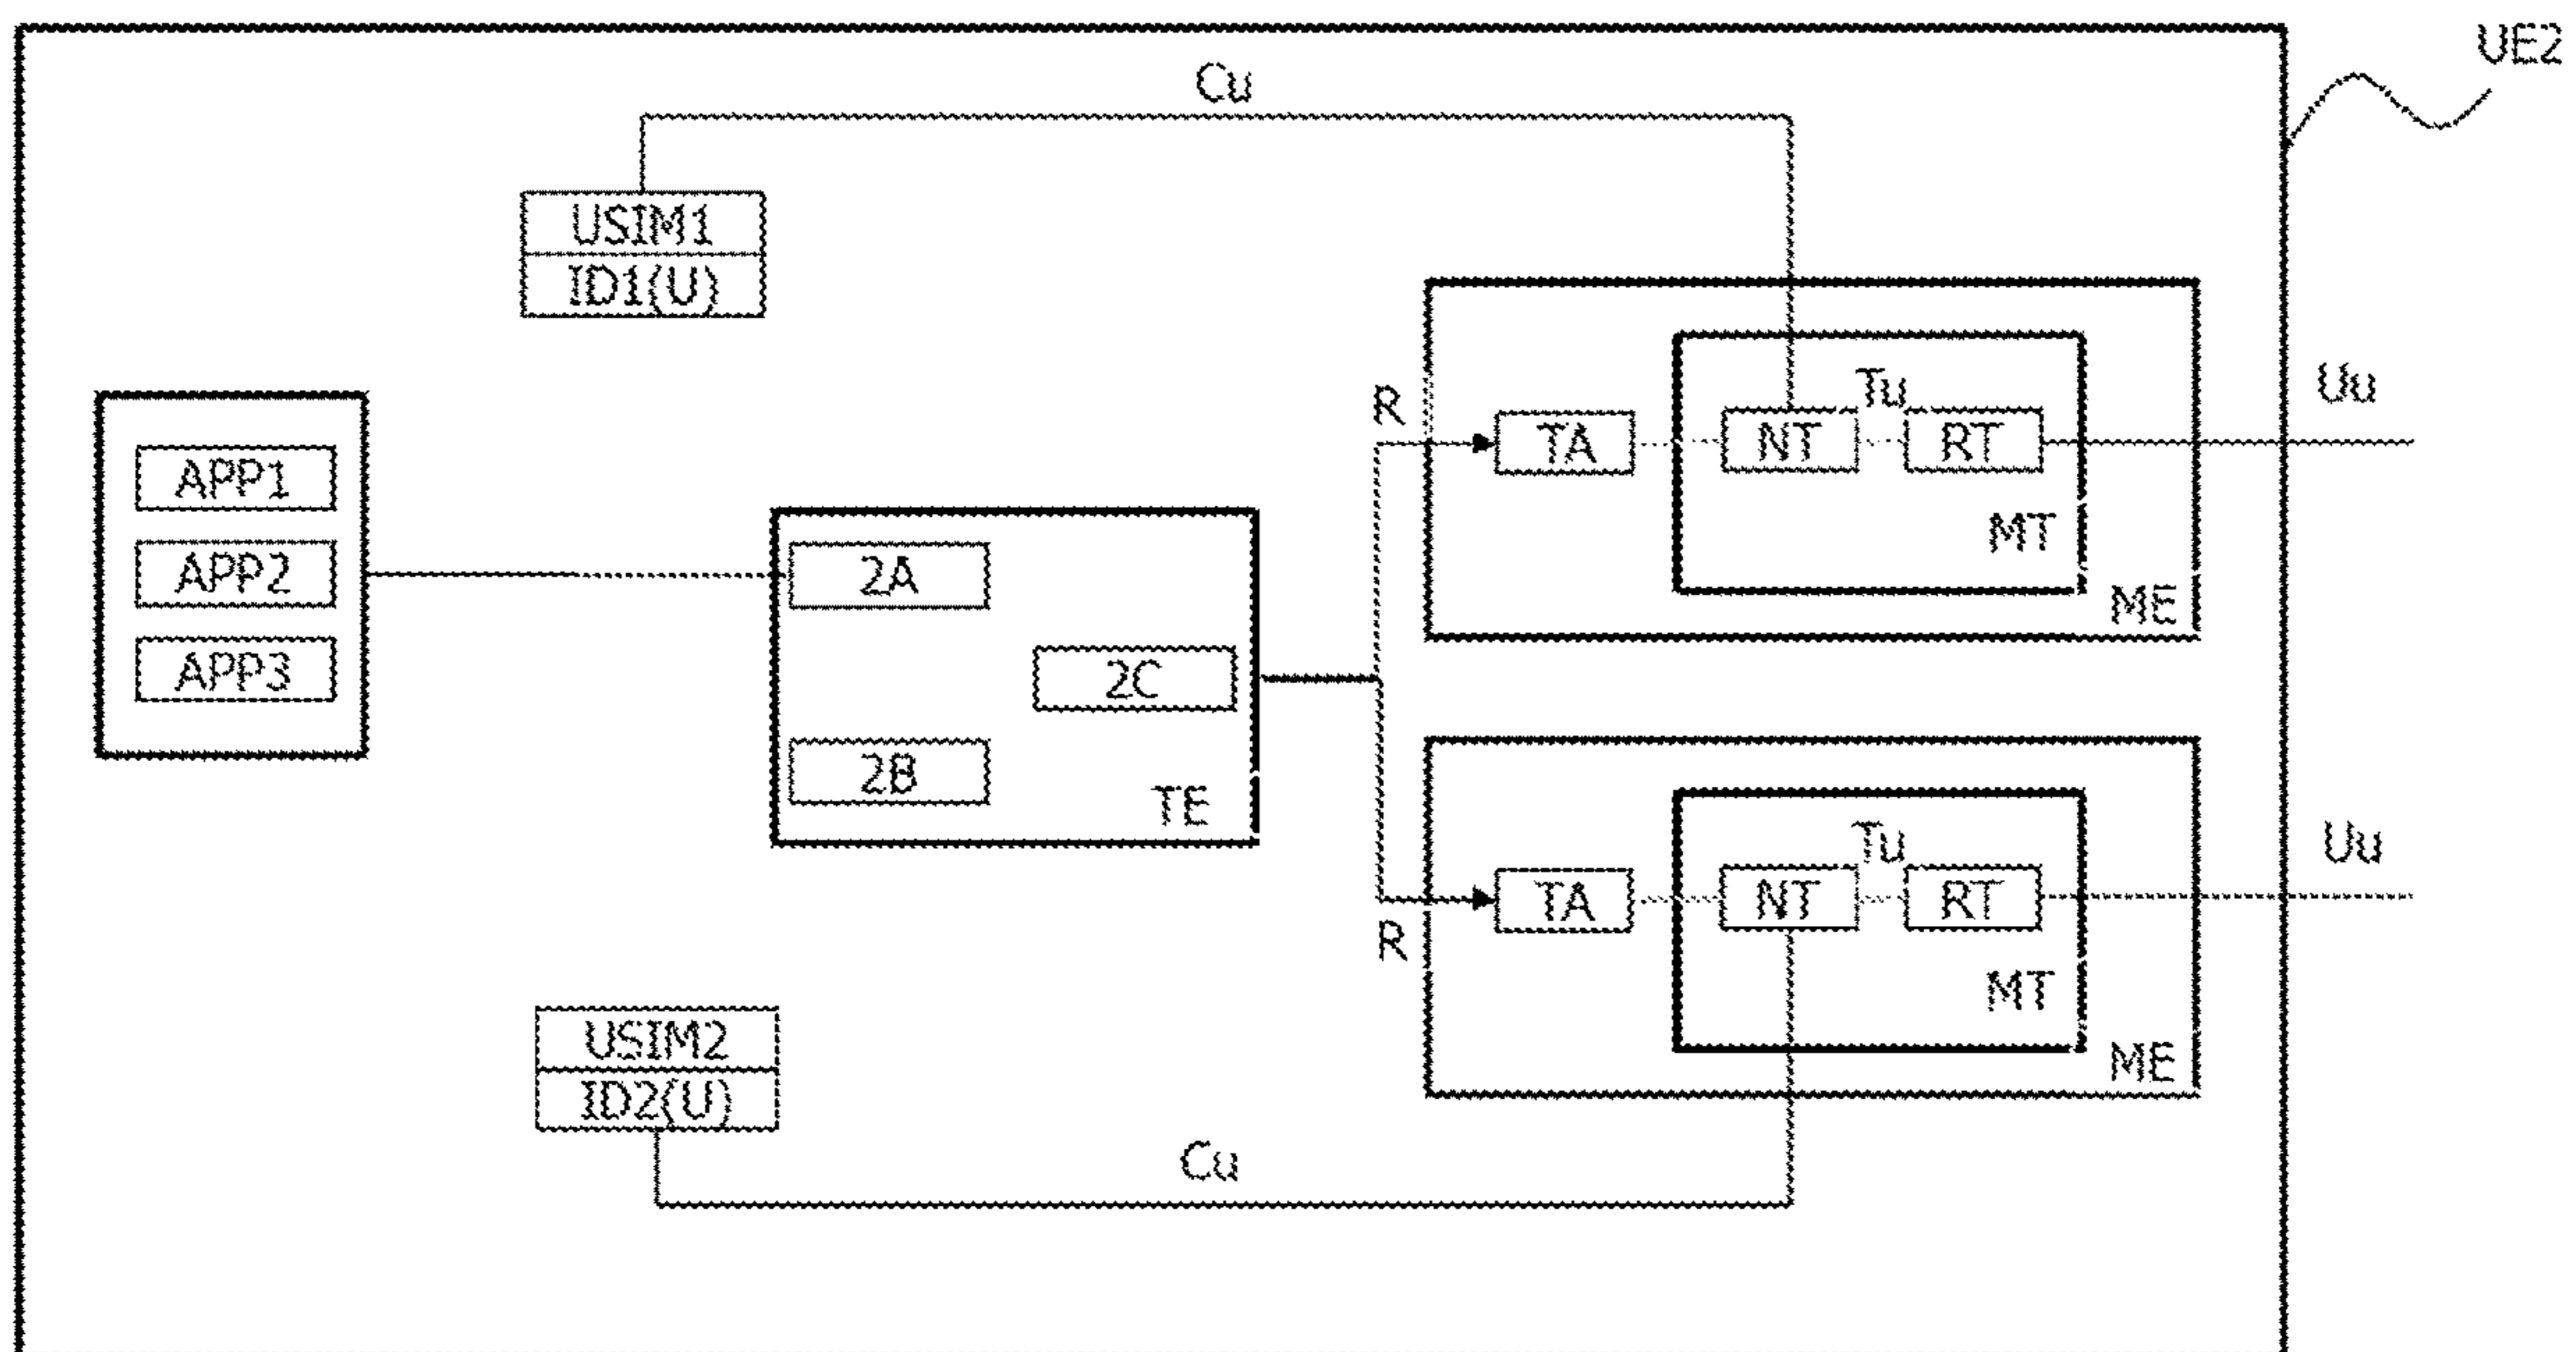 UE2
Cu
USIM1
ID1(U)
APP1
APP2
APP3
2A
2C
2B
TE
R
TA
Tu
NT
RT
MT
ME
Uu
R
TA
Tu
NT
RT
MT
ME
Uu
USIM2
ID2(U)
Cu